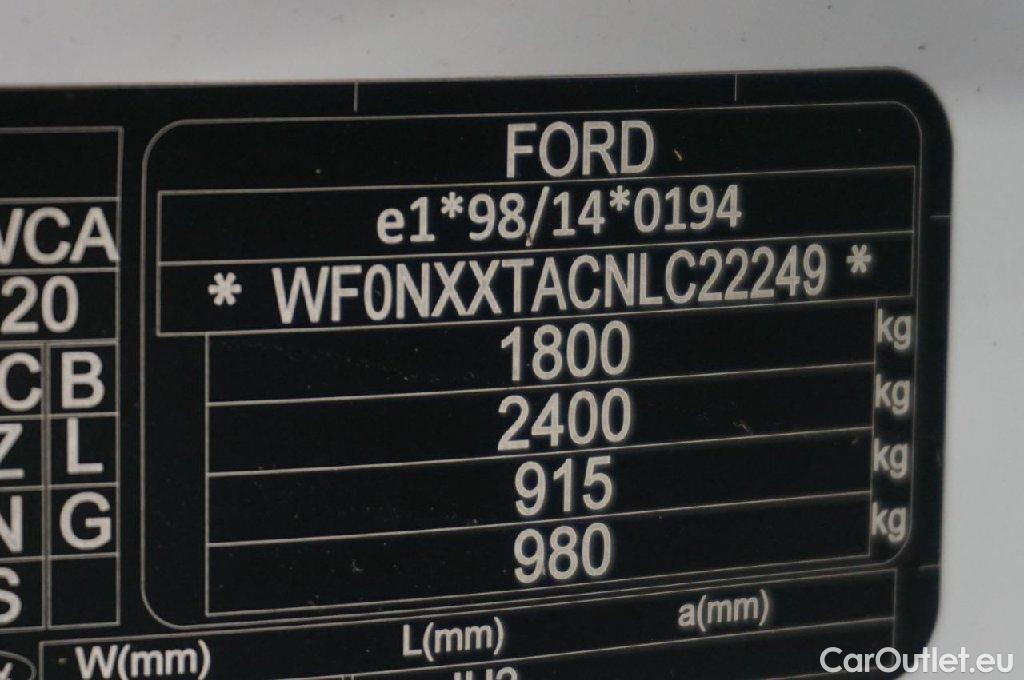 FORD
e1*98/14*0194
* WF0NXXTACNLC22249 *
1800 kg
2400 kg
915 kg
980 kg
CA
20
C B
Z L
N G
S
W(mm) L(mm) a(mm)
CarOutlet.eu